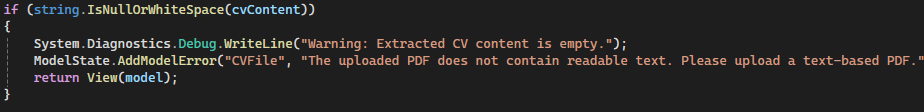 if (string.IsNullOrWhiteSpace(cvContent))
{
System.Diagnostics.Debug.WriteLine("Warning: Extracted CV content is empty.");
ModelState.AddModelError("CVFile", "The uploaded PDF does not contain readable text. Please upload a text-based PDF."
return View(model);
}